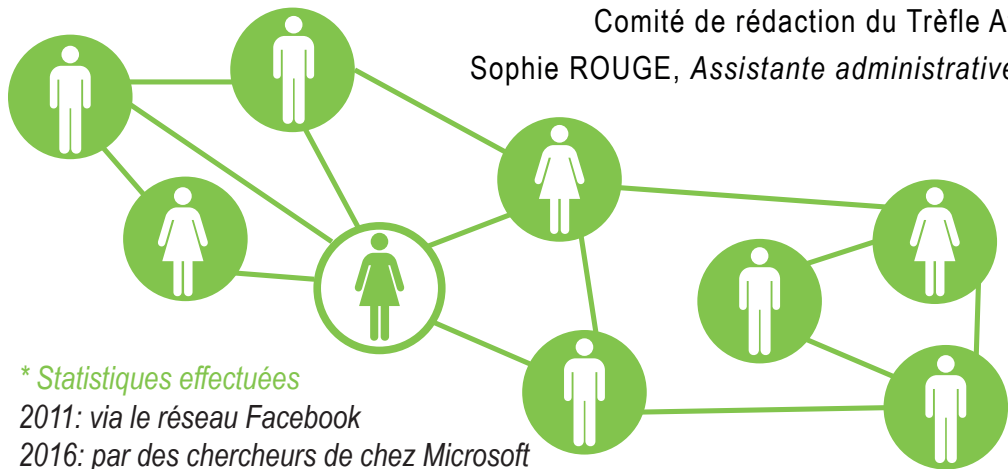 Comité de rédaction du Trèfle A
Sophie ROUGE, Assistante administrative
* Statistiques effectuées
2011: via le réseau Facebook
2016: par des chercheurs de chez Microsoft